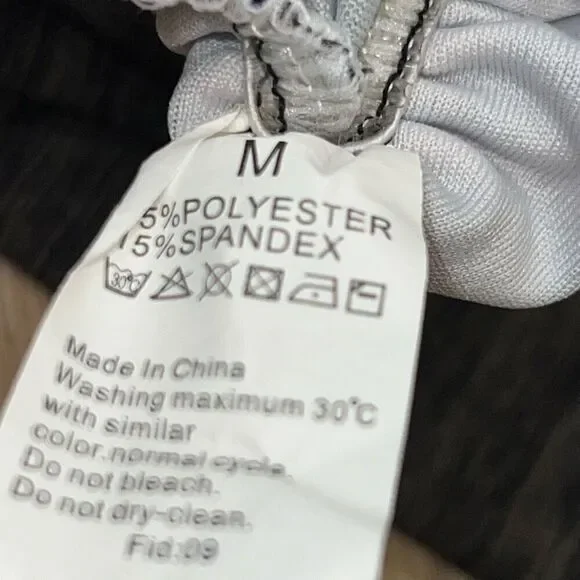 M
5%POLYESTER
15%SPANDEX
30°C
Made In China
Washing maximum 30°C
with similar
color.normal cycle.
Do not bleach.
Do not dry-clean.
Fid:09